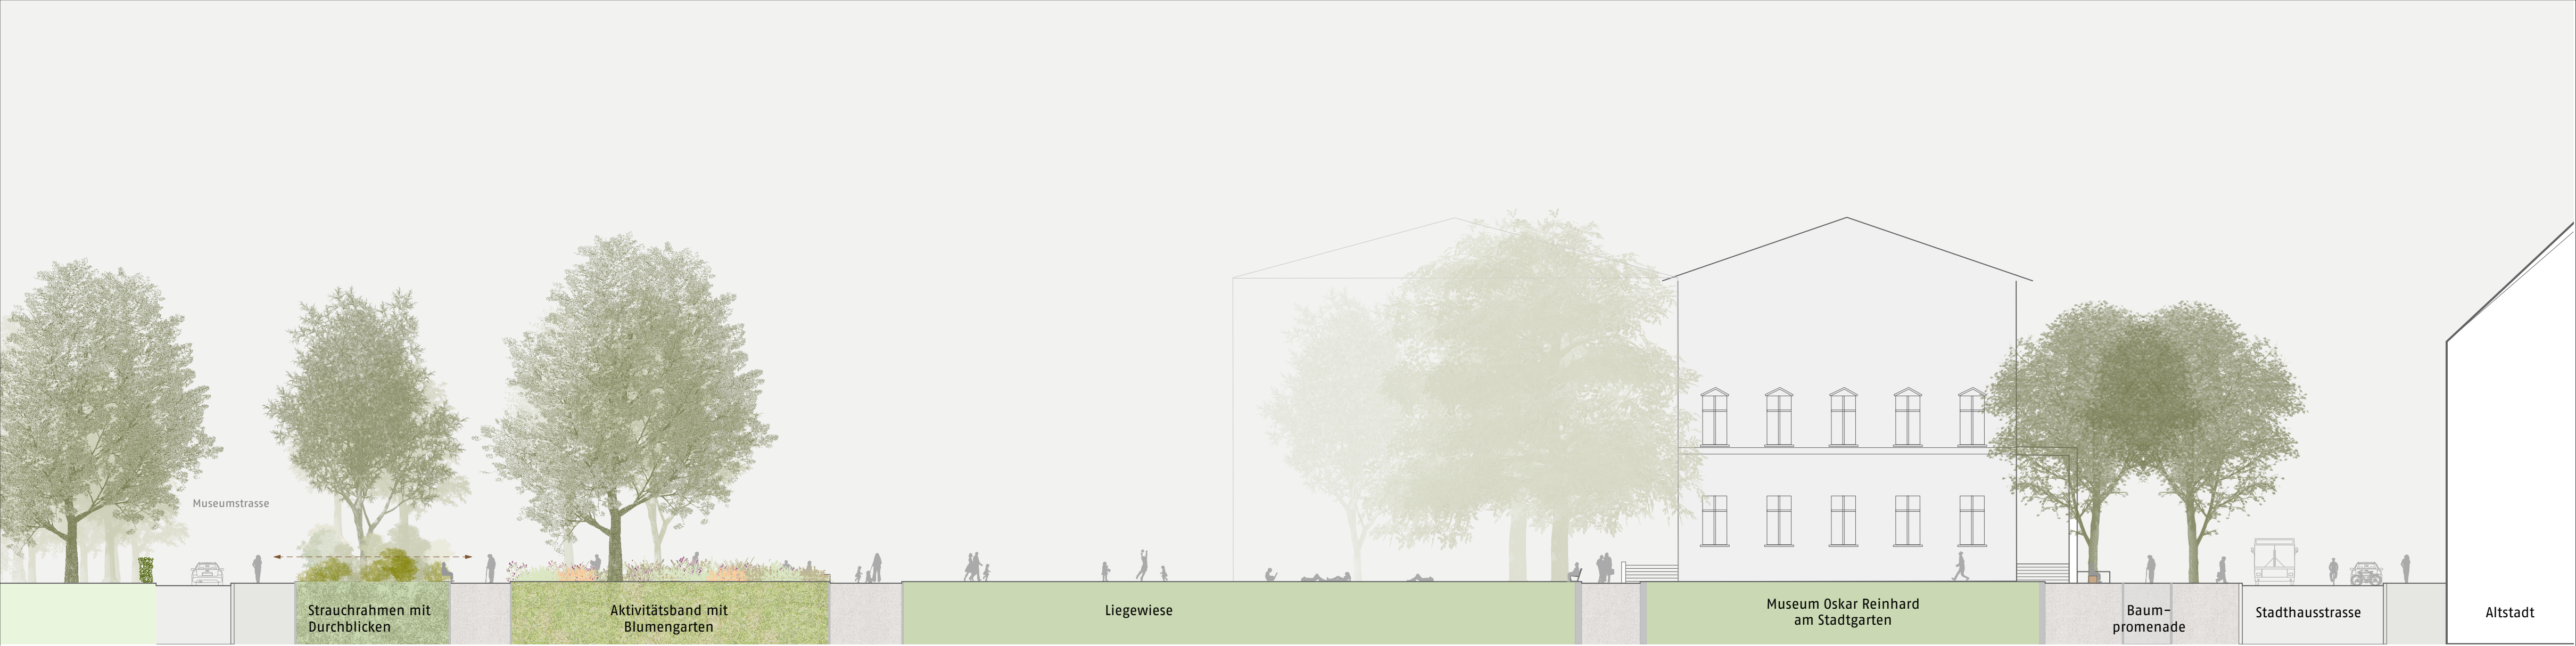 Museumstrasse
Strauchrahmen mit
Durchblicken
Aktivitätsband mit
Blumengarten
Liegewiese
Museum Oskar Reinhard
am Stadtgarten
Baum-
promenade
Stadthausstrasse
Altstadt